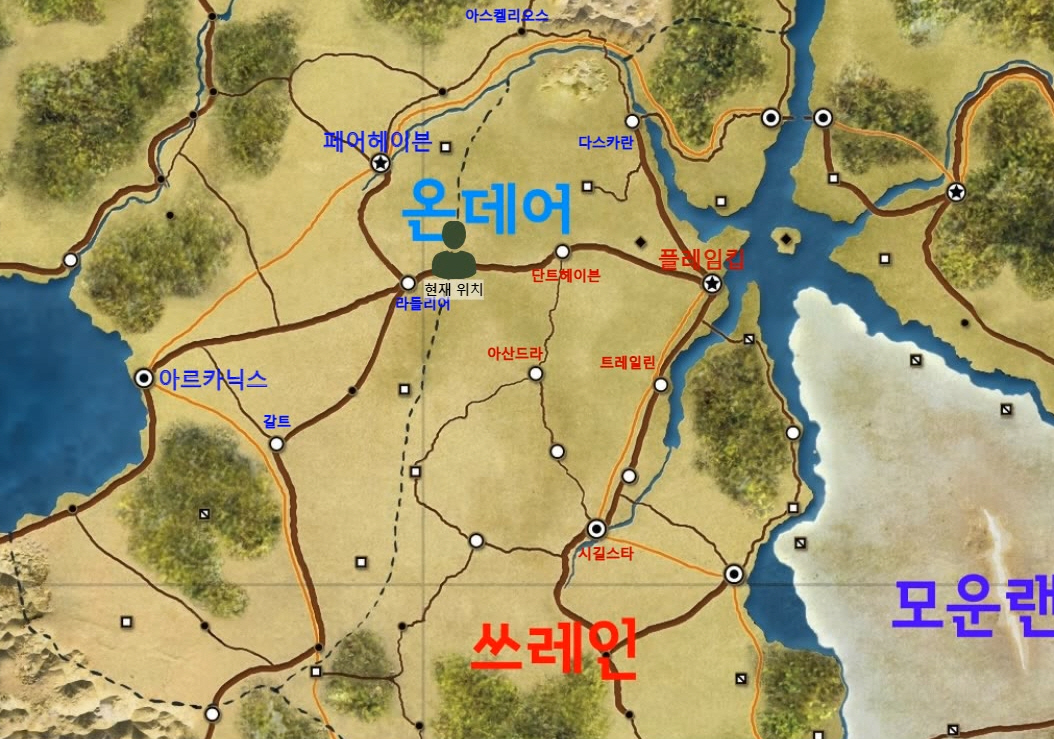 아스켈리오스
페어헤이븐
다스카란
온데어
플레임킵
단트헤이븐
현재 위치
라들리어
아산드라
트레일린
아르카닉스
갈트
시길스타
모운랜
쓰레인